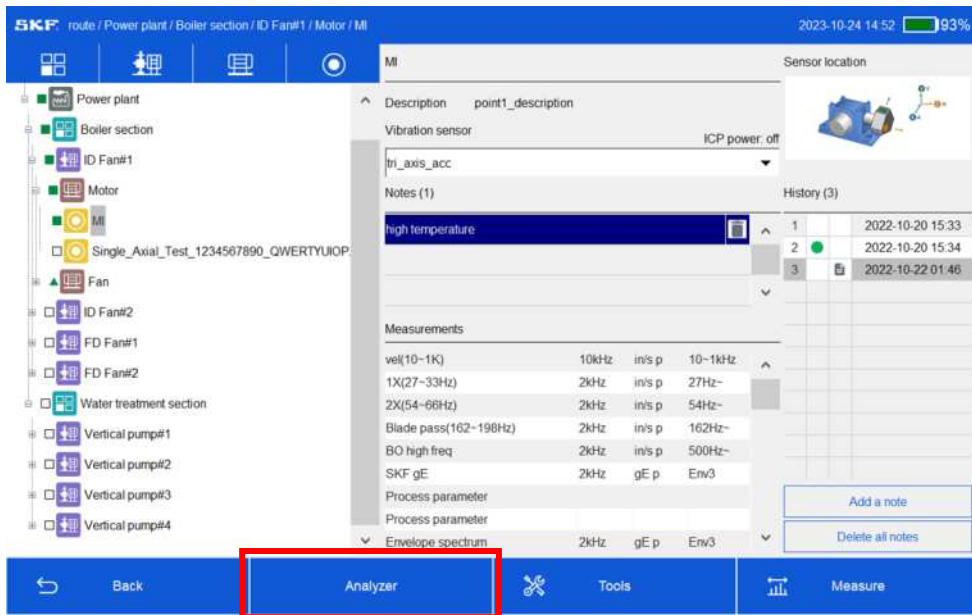 SKF. route / Power plant / Boiler section / ID Fan#1 / Motor / MI
2023-10-24 14:52 93%
Power plant
Boiler section
ID Fan#1
Motor
MI
Single_Axial_Test_1234567890_QWERTYUIOP
Fan
ID Fan#2
FD Fan#1
FD Fan#2
Water treatment section
Vertical pump#1
Vertical pump#2
Vertical pump#3
Vertical pump#4
MI
Description point1_description
Vibration sensor ICP power: off
tri_axis_acc
Notes (1)
high temperature
Measurements
vel(10~1K) 10kHz in/s p 10~1kHz
1X(27~33Hz) 2kHz in/s p 27Hz~
2X(54~66Hz) 2kHz in/s p 54Hz~
Blade pass(162~198Hz) 2kHz in/s p 162Hz~
BO high freq 2kHz in/s p 500Hz~
SKF gE 2kHz gE p Env3
Process parameter
Process parameter
Envelope spectrum 2kHz gE p Env3
Sensor location
History (3)
1 2022-10-20 15:33
2 2022-10-20 15:34
3 2022-10-22 01:46
Add a note
Delete all notes
Back
Analyzer
Tools
Measure